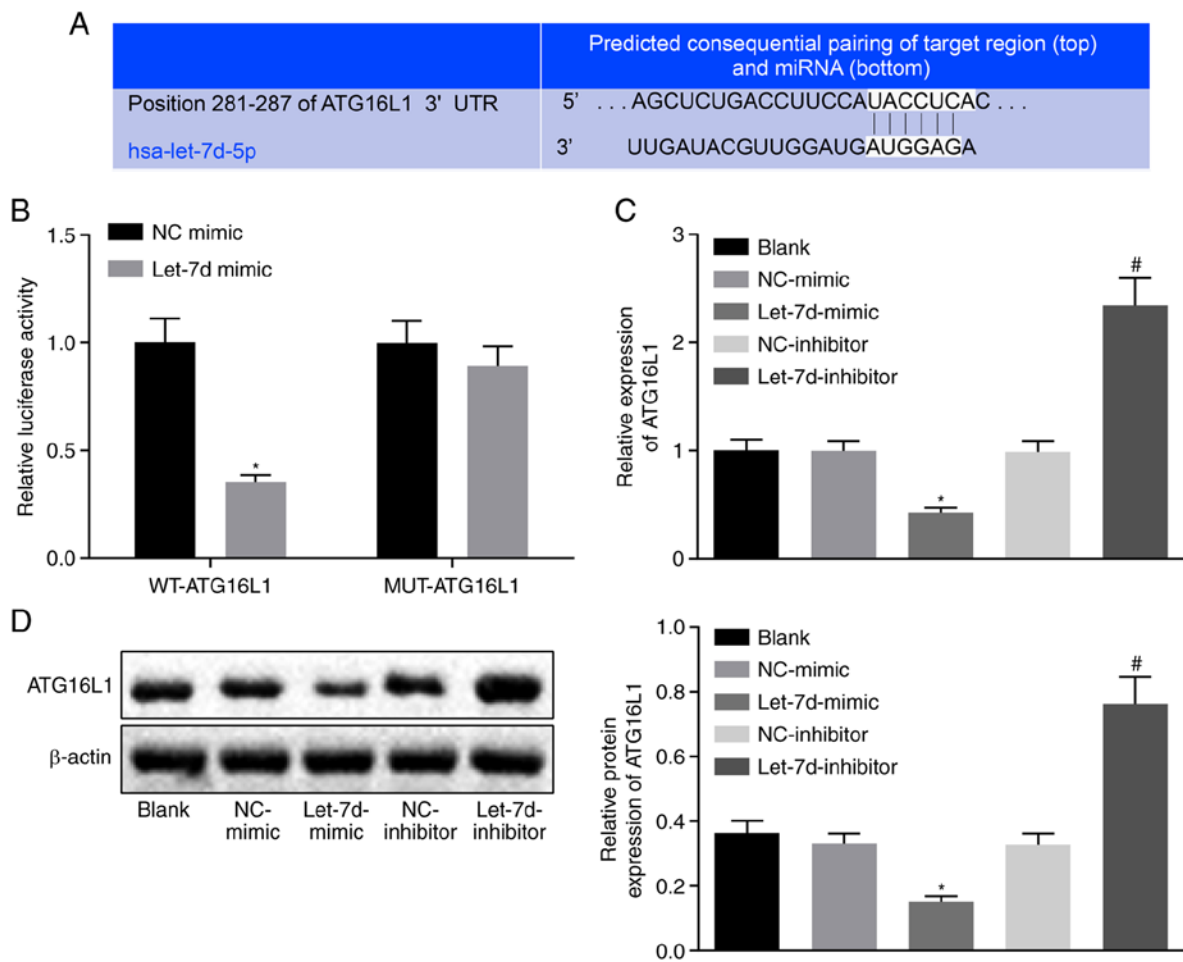 A
Predicted consequential pairing of target region (top)
and miRNA (bottom)
Position 281-287 of ATG16L1 3' UTR
5' ...AGCUCUGACCUUCCAUACCUCAC...
hsa-let-7d-5p
3' UUGAUACGUUGGAUGAUGGAGA
B
NC mimic
Let-7d mimic
Relative luciferase activity
1.5
1.0
0.5
0.0
*
WT-ATG16L1
MUT-ATG16L1
C
Blank
NC-mimic
Let-7d-mimic
NC-inhibitor
Let-7d-inhibitor
Relative expression
of ATG16L1
3
2
1
0
*
#
D
ATG16L1
β-actin
Blank
NC-
mimic
Let-7d-
mimic
NC-
inhibitor
Let-7d-
inhibitor
Blank
NC-mimic
Let-7d-mimic
NC-inhibitor
Let-7d-inhibitor
Relative protein
expression of ATG16L1
1.0
0.8
0.6
0.4
0.2
0.0
*
#